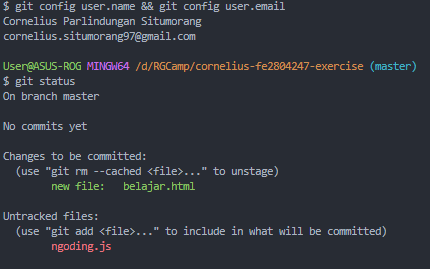 $ git config user.name && git config user.email
Cornelius Parlindungan Situmorang
cornelius.situmorang97@gmail.com
User@ASUS-ROG MINGW64 /d/RGCamp/cornelius-fe2804247-exercise (master)
$ git status
On branch master
No commits yet
Changes to be committed:
(use "git rm --cached <file>..." to unstage)
new file:   belajar.html
Untracked files:
(use "git add <file>..." to include in what will be committed)
ngoding.js